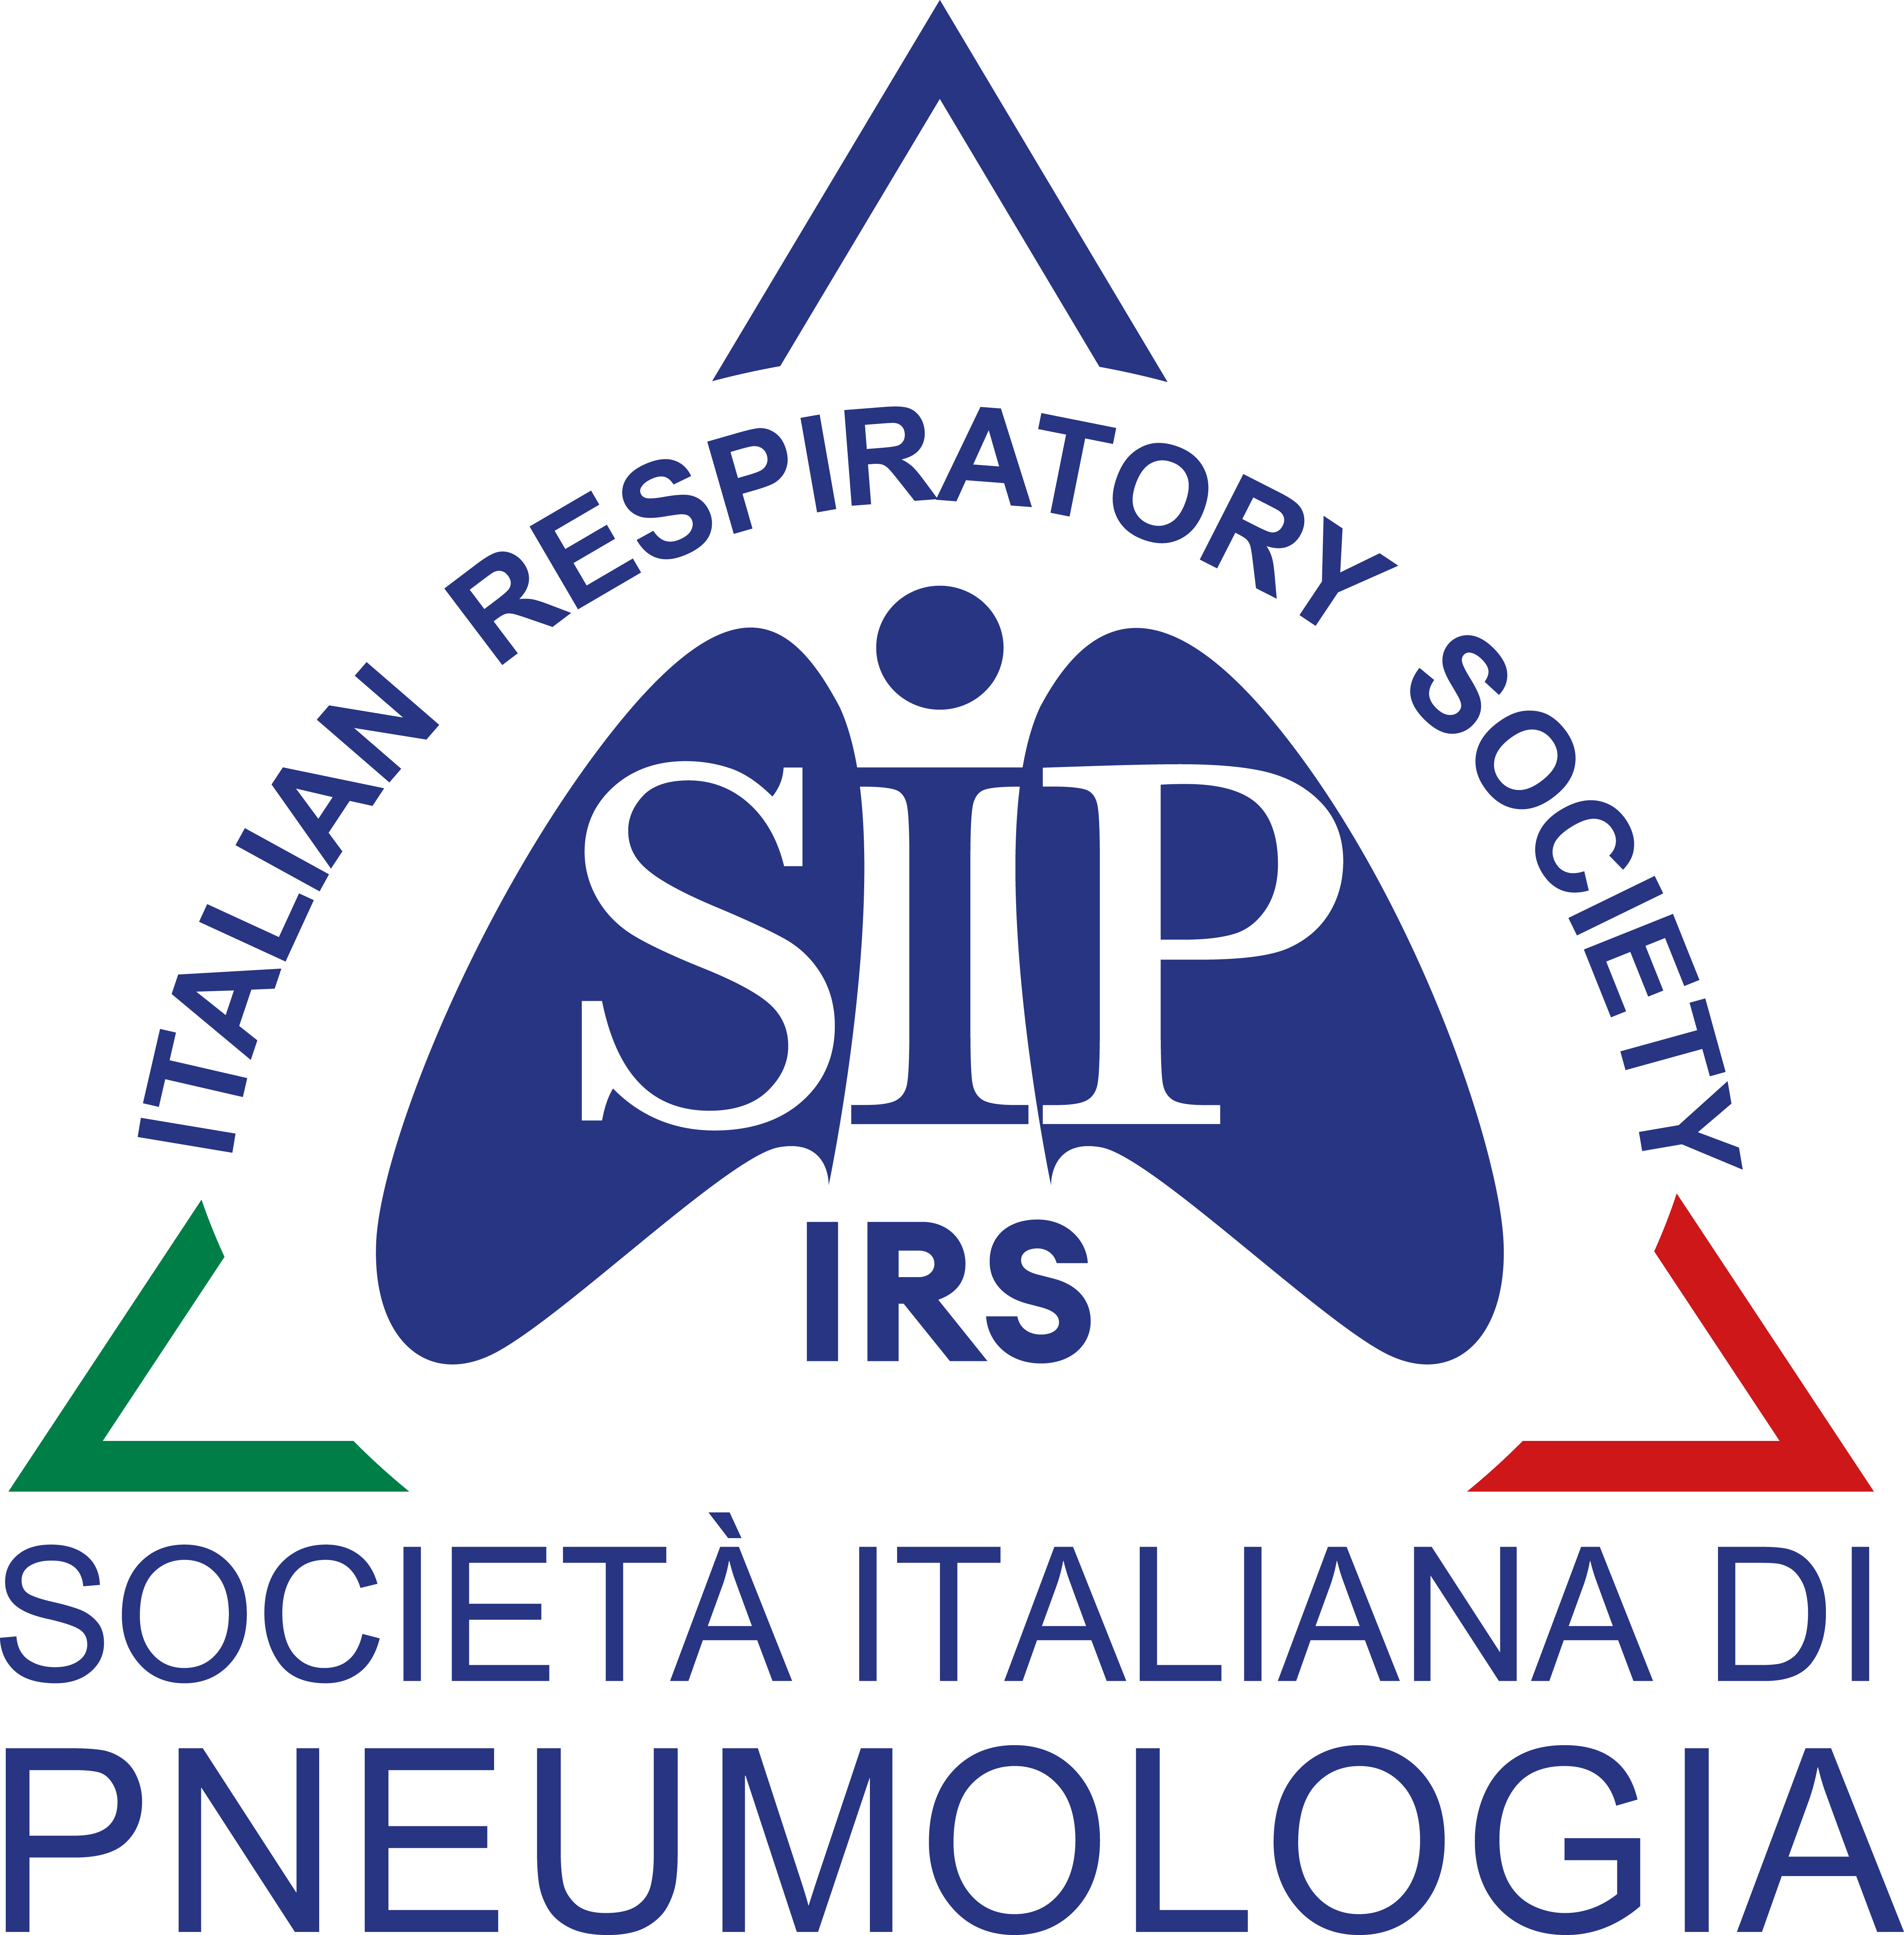 ITALIAN RESPIRATORY SOCIETY
SiP
IRS
SOCIETÀ ITALIANA DI
PNEUMOLOGIA